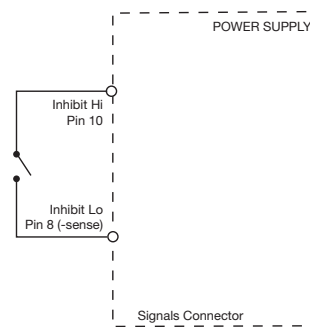 POWER SUPPLY
Inhibit Hi
Pin 10
Inhibit Lo
Pin 8 (-sense)
Signals Connector